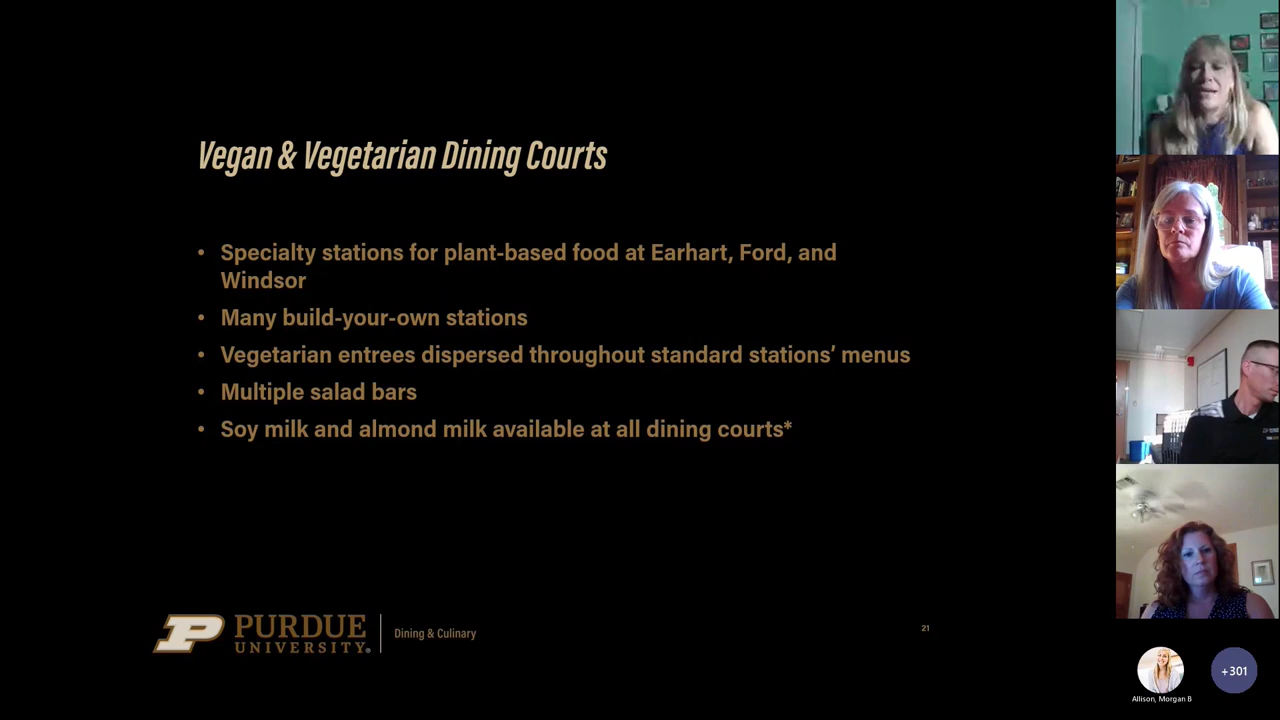 Vegan & Vegetarian Dining Courts
• Specialty stations for plant-based food at Earhart, Ford, and
Windsor
• Many build-your-own stations
• Vegetarian entrees dispersed throughout standard stations’ menus
• Multiple salad bars
• Soy milk and almond milk available at all dining courts*
P PURDUE
UNIVERSITY®
Dining & Culinary
21
+301
Allison, Morgan B